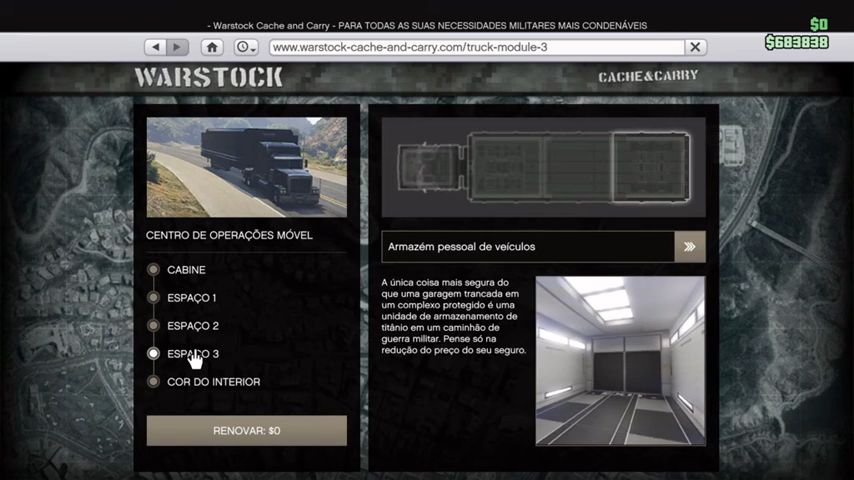 - Warstock Cache and Carry - PARA TODAS AS SUAS NECESSIDADES MILITARES MAIS CONDENÁVEIS
$0
$683838
www.warstock-cache-and-carry.com/truck-module-3
WARSTOCK
CACHE&CARRY
CENTRO DE OPERAÇÕES MÓVEL
CABINE
ESPAÇO 1
ESPAÇO 2
ESPAÇO 3
COR DO INTERIOR
RENOVAR: $0
Armazém pessoal de veículos
A única coisa mais segura do
que uma garagem trancada em
um complexo protegido é uma
unidade de armazenamento de
titânio em um caminhão de
guerra militar. Pense só na
redução do preço do seu seguro.